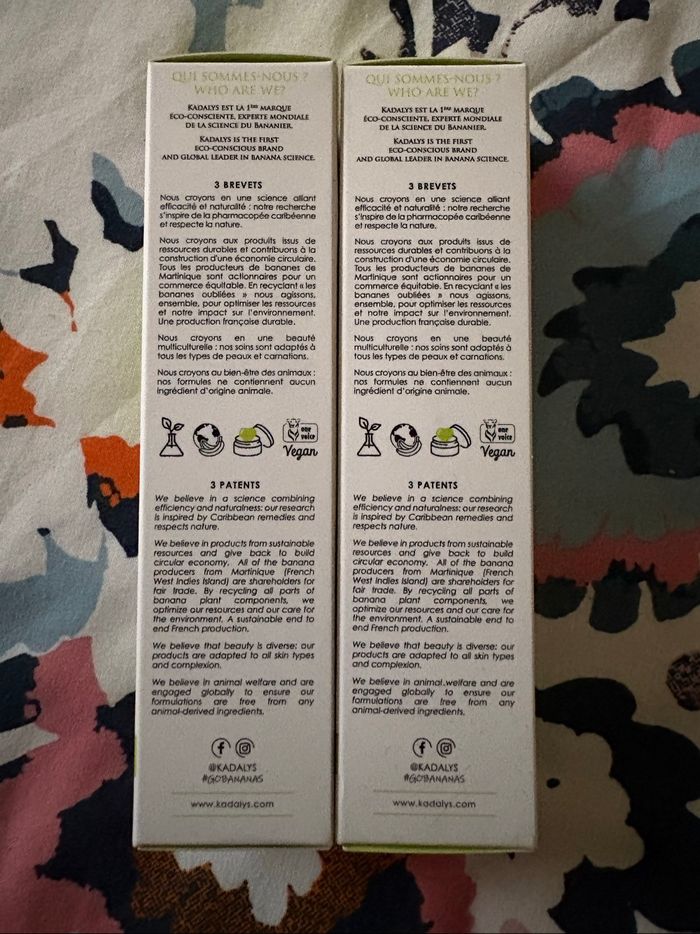 QUI SOMMES-NOUS ?
WHO ARE WE?
KADALYS EST LA 1ÈRE MARQUE
ÉCO-CONSCIENTE, EXPERTE MONDIALE
DE LA SCIENCE DU BANANIER.
KADALYS IS THE FIRST
ECO-CONSCIOUS BRAND
AND GLOBAL LEADER IN BANANA SCIENCE.
3 BREVETS
Nous croyons en une science alliant
efficacité et naturalité : notre recherche
s'inspire de la pharmacopée caribéenne
et respecte la nature.
Nous croyons aux produits issus de
ressources durables et contribuons à la
construction d'une économie circulaire.
Tous les producteurs de bananes de
Martinique sont actionnaires pour un
commerce équitable. En recyclant « les
bananes oubliées » nous agissons,
ensemble, pour optimiser les ressources
et notre impact sur l'environnement.
Une production française durable.
Nous croyons en une beauté
multiculturelle : nos soins sont adaptés à
tous les types de peaux et carnations.
Nous croyons au bien-être des animaux :
nos formules ne contiennent aucun
ingrédient d'origine animale.
one
voice
Vegan
3 PATENTS
We believe in a science combining
efficiency and naturalness: our research
is inspired by Caribbean remedies and
respects nature.
We believe in products from sustainable
resources and give back to build
circular economy. All of the banana
producers from Martinique (French
West Indies Island) are shareholders for
fair trade. By recycling all parts of
banana plant components, we
optimize our resources and our care for
the environment. A sustainable end to
end French production.
We believe that beauty is diverse: our
products are adapted to all skin types
and complexion.
We believe in animal welfare and are
engaged globally to ensure our
formulations are free from any
animal-derived ingredients.
@KADALYS
#GOBANANAS
www.kadalys.com
QUI SOMMES-NOUS ?
WHO ARE WE?
KADALYS EST LA 1ÈRE MARQUE
ÉCO-CONSCIENTE, EXPERTE MONDIALE
DE LA SCIENCE DU BANANIER.
KADALYS IS THE FIRST
ECO-CONSCIOUS BRAND
AND GLOBAL LEADER IN BANANA SCIENCE.
3 BREVETS
Nous croyons en une science alliant
efficacité et naturalité : notre recherche
s'inspire de la pharmacopée caribéenne
et respecte la nature.
Nous croyons aux produits issus de
ressources durables et contribuons à la
construction d'une économie circulaire.
Tous les producteurs de bananes de
Martinique sont actionnaires pour un
commerce équitable. En recyclant « les
bananes oubliées » nous agissons,
ensemble, pour optimiser les ressources
et notre impact sur l'environnement.
Une production française durable.
Nous croyons en une beauté
multiculturelle : nos soins sont adaptés à
tous les types de peaux et carnations.
Nous croyons au bien-être des animaux :
nos formules ne contiennent aucun
ingrédient d'origine animale.
one
voice
Vegan
3 PATENTS
We believe in a science combining
efficiency and naturalness: our research
is inspired by Caribbean remedies and
respects nature.
We believe in products from sustainable
resources and give back to build
circular economy. All of the banana
producers from Martinique (French
West Indies Island) are shareholders for
fair trade. By recycling all parts of
banana plant components, we
optimize our resources and our care for
the environment. A sustainable end to
end French production.
We believe that beauty is diverse: our
products are adapted to all skin types
and complexion.
We believe in animal welfare and are
engaged globally to ensure our
formulations are free from any
animal-derived ingredients.
@KADALYS
#GOBANANAS
www.kadalys.com